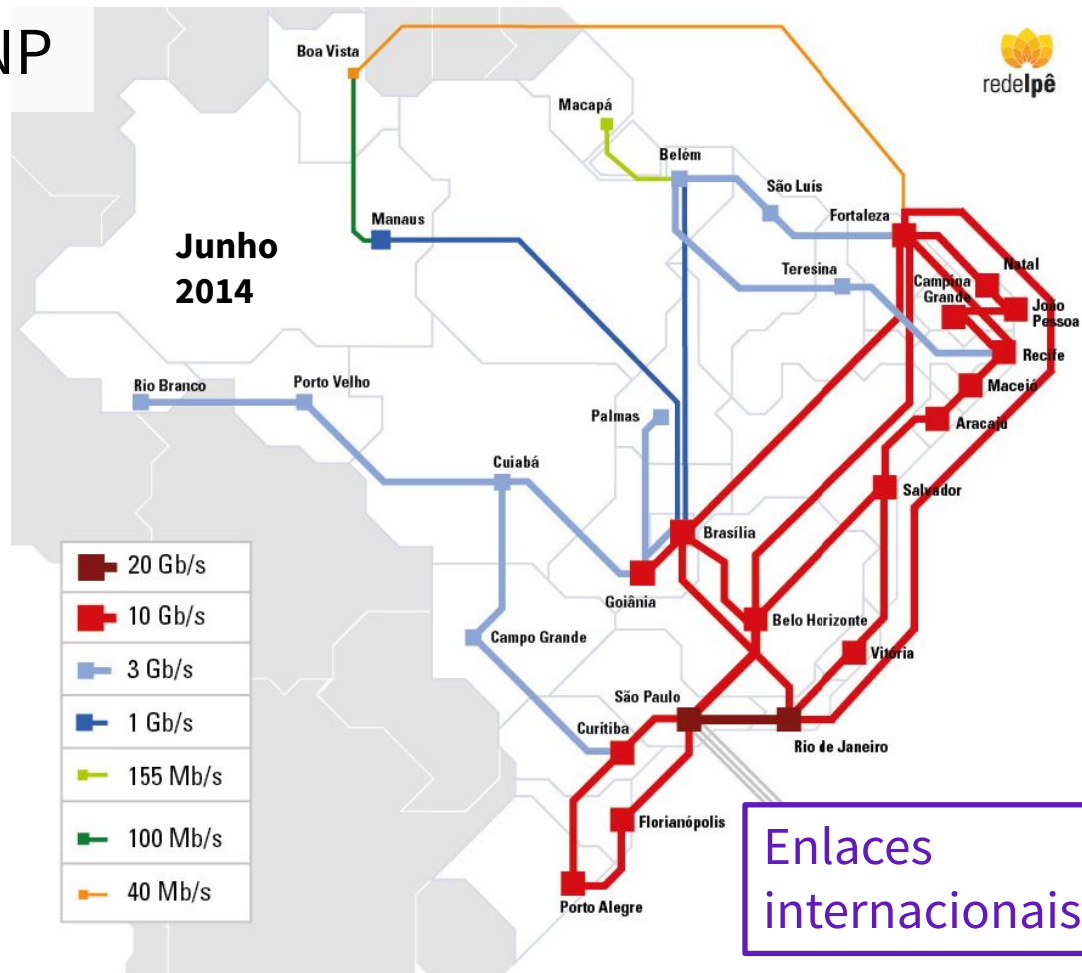 NP
Boa Vista
redeIpê
Macapá
Belém
São Luís
Fortaleza
Manaus
Junho
2014
Teresina
Natal
Campina
Grande
João
Pessoa
Recife
Rio Branco
Porto Velho
Maceió
Palmas
Aracaju
Cuiabá
Salvador
Brasília
20 Gb/s
10 Gb/s
3 Gb/s
1 Gb/s
155 Mb/s
100 Mb/s
40 Mb/s
Goiânia
Belo Horizonte
Campo Grande
Vitória
São Paulo
Curitiba
Rio de Janeiro
Florianópolis
Porto Alegre
Enlaces
internacionais